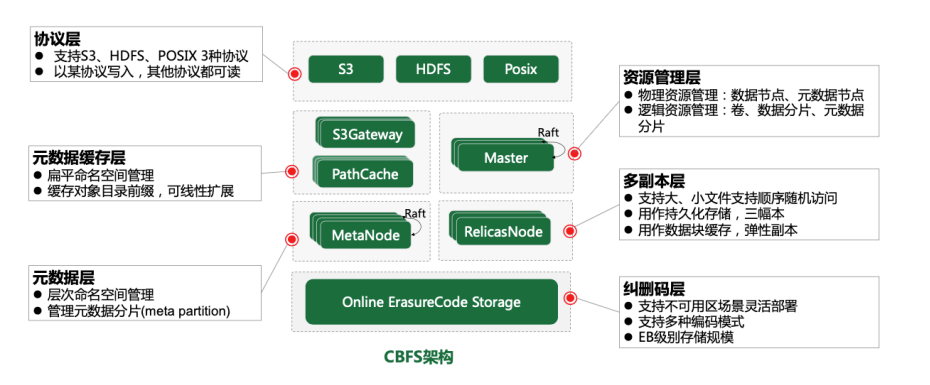 协议层
● 支持S3、HDFS、POSIX 3种协议
● 以某协议写入，其他协议都可读
元数据缓存层
● 扁平命名空间管理
● 缓存对象目录前缀，可线性扩展
元数据层
● 层次命名空间管理
● 管理元数据分片(meta partition)
S3
HDFS
Posix
S3Gateway
PathCache
Raft
Master
Raft
MetaNode
RelicasNode
Online ErasureCode Storage
CBFS架构
资源管理层
● 物理资源管理：数据节点、元数据节点
● 逻辑资源管理：卷、数据分片、元数据
分片
多副本层
● 支持大、小文件支持顺序随机访问
● 用作持久化存储，三幅本
● 用作数据块缓存，弹性副本
纠删码层
● 支持不可用区场景灵活部署
● 支持多种编码模式
● EB级别存储规模